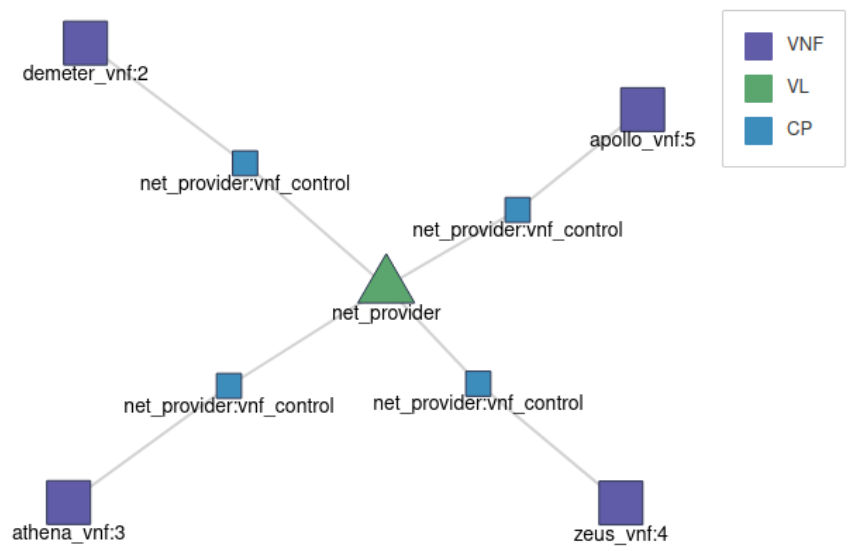 VNF
demeter_vnf:2
VL
CP
apollo_vnf:5
net_provider:vnf_control
net_provider:vnf_control
net_provider
net_provider:vnf_control
net_provider:vnf_control
athena_vnf:3
zeus_vnf:4